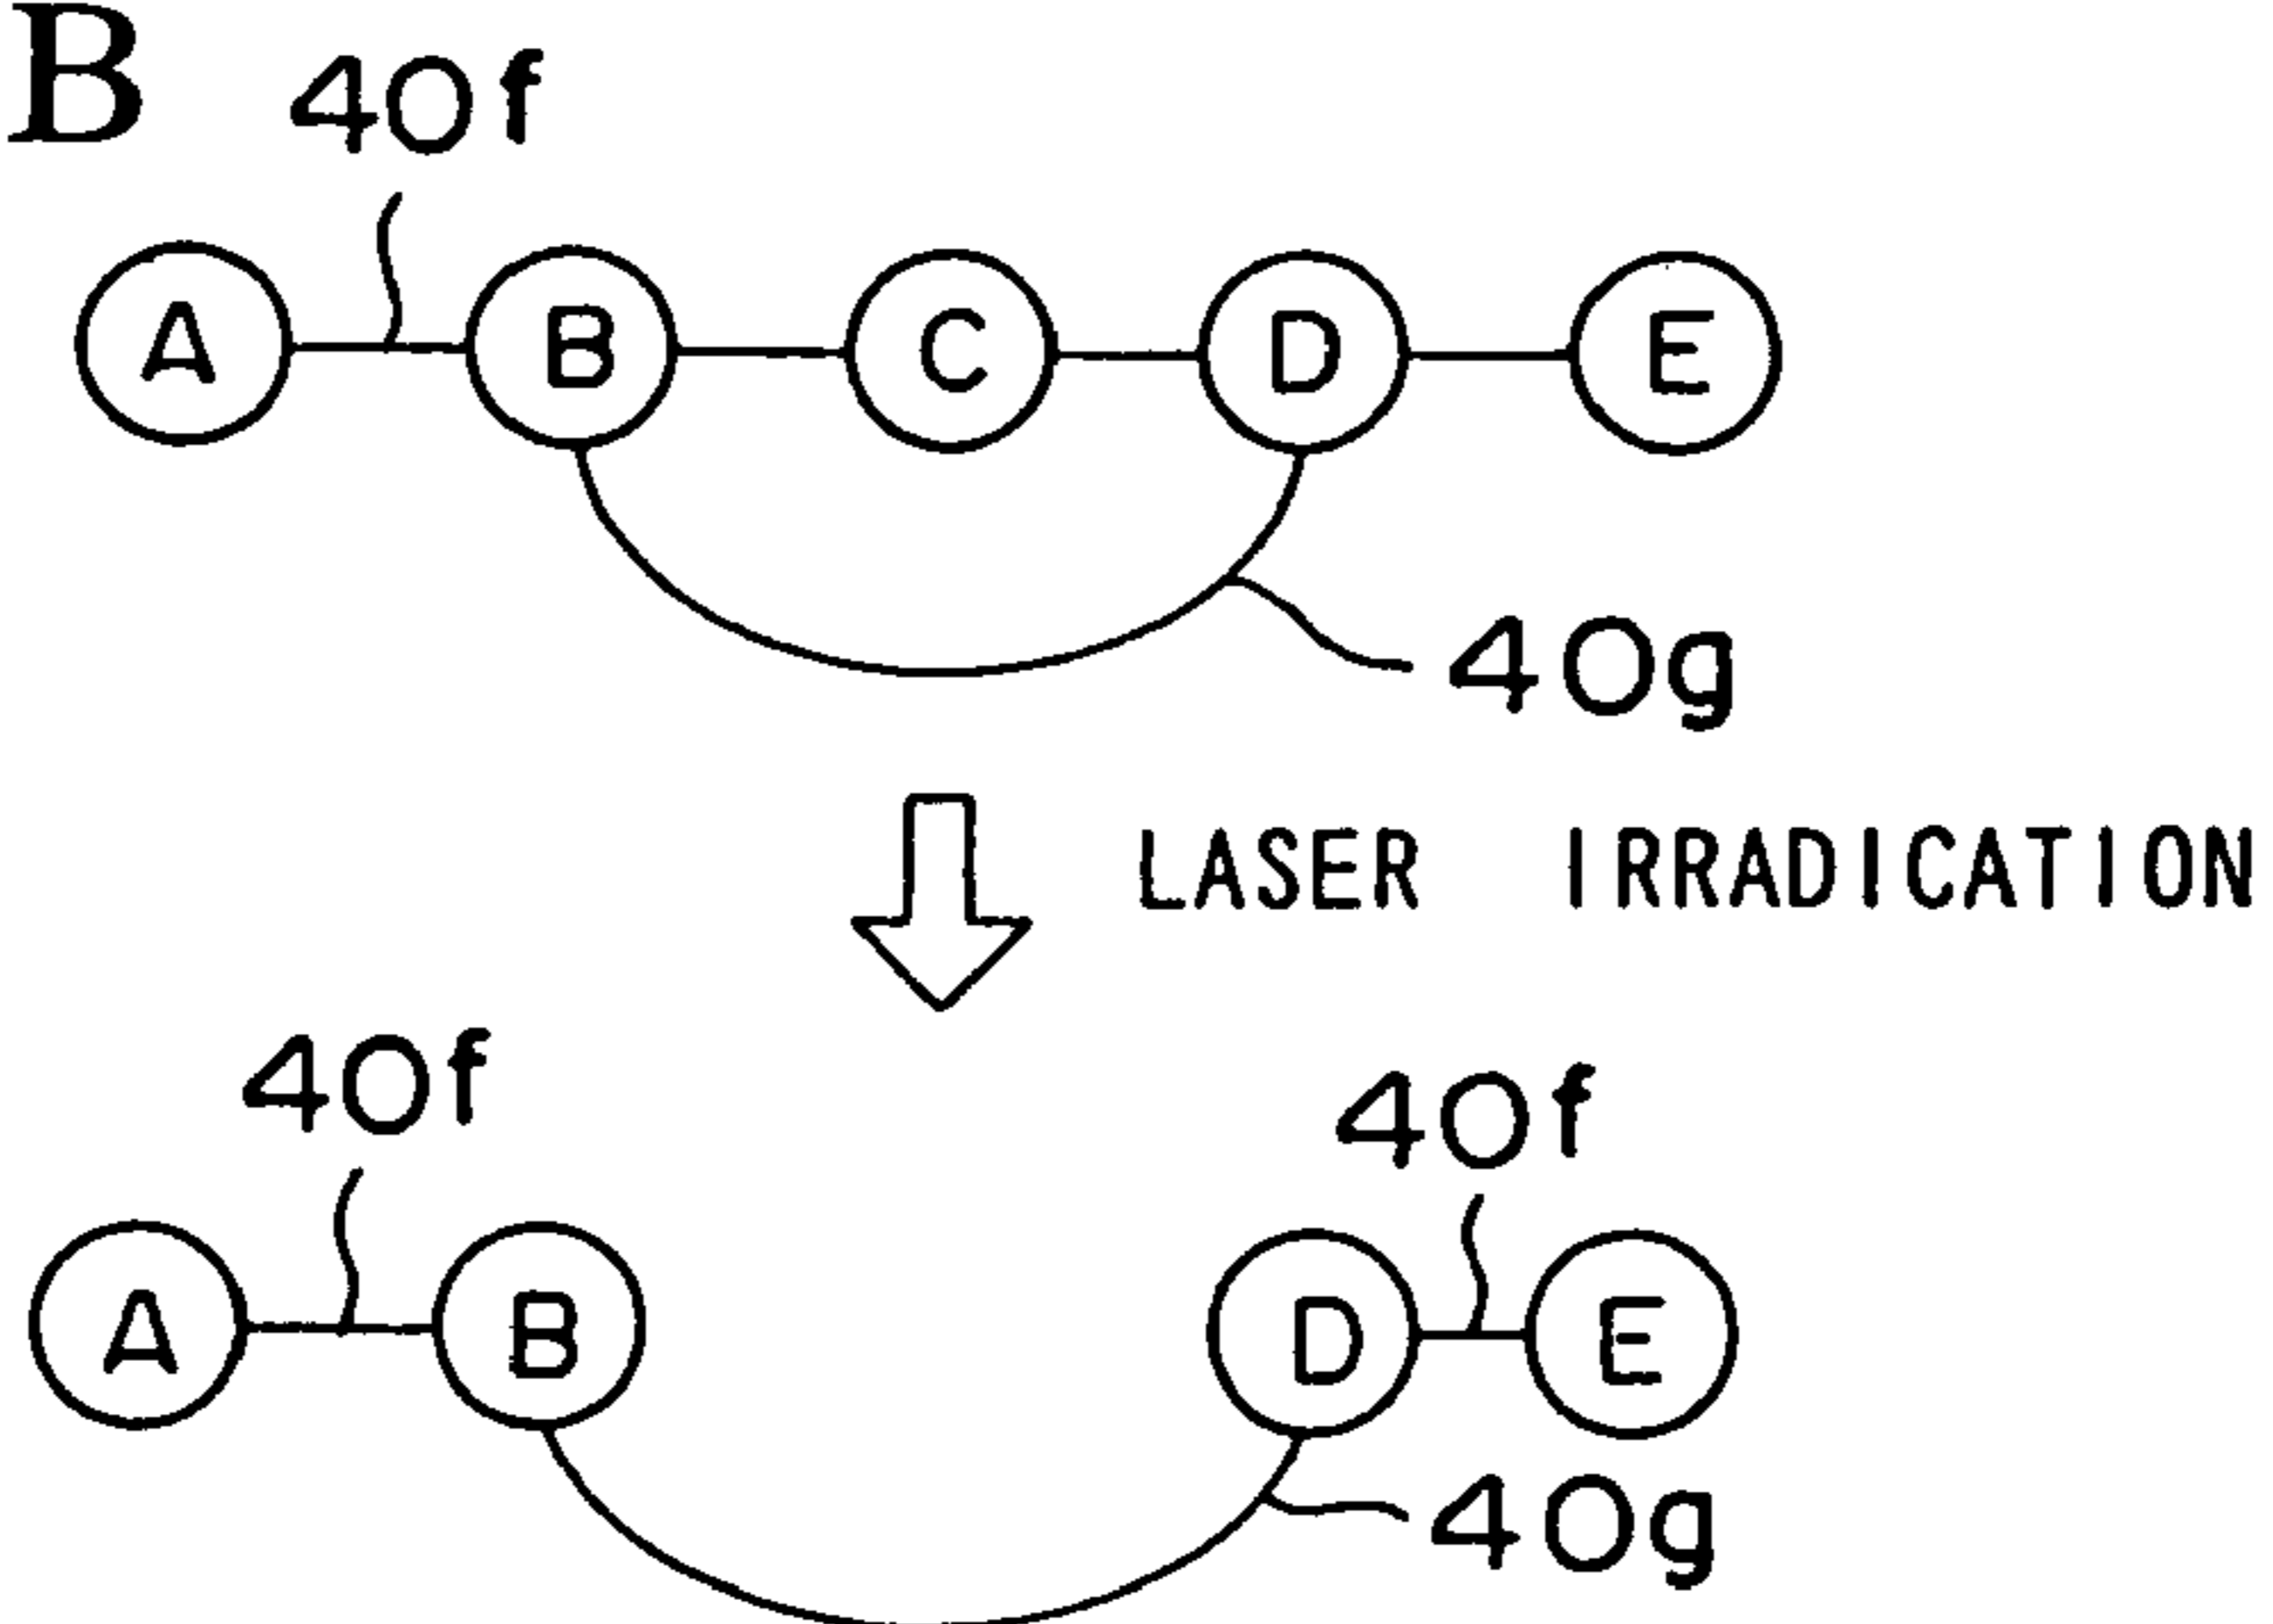 B
40f
A B C D E
40g
LASER IRRADICATION
40f 40f
A B D E
40g